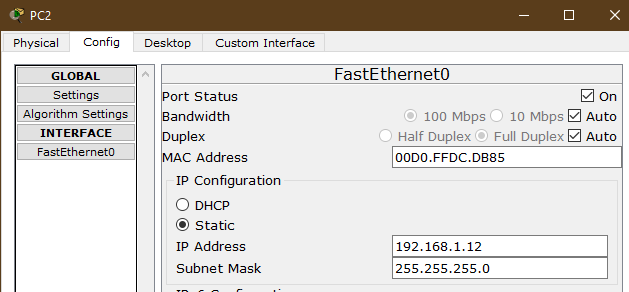 PC2
Physical Config Desktop Custom Interface
GLOBAL
Settings
Algorithm Settings
INTERFACE
FastEthernet0
FastEthernet0
Port Status On
Bandwidth 100 Mbps 10 Mbps Auto
Duplex Half Duplex Full Duplex Auto
MAC Address 00D0.FFDC.DB85
IP Configuration
DHCP
Static
IP Address 192.168.1.12
Subnet Mask 255.255.255.0